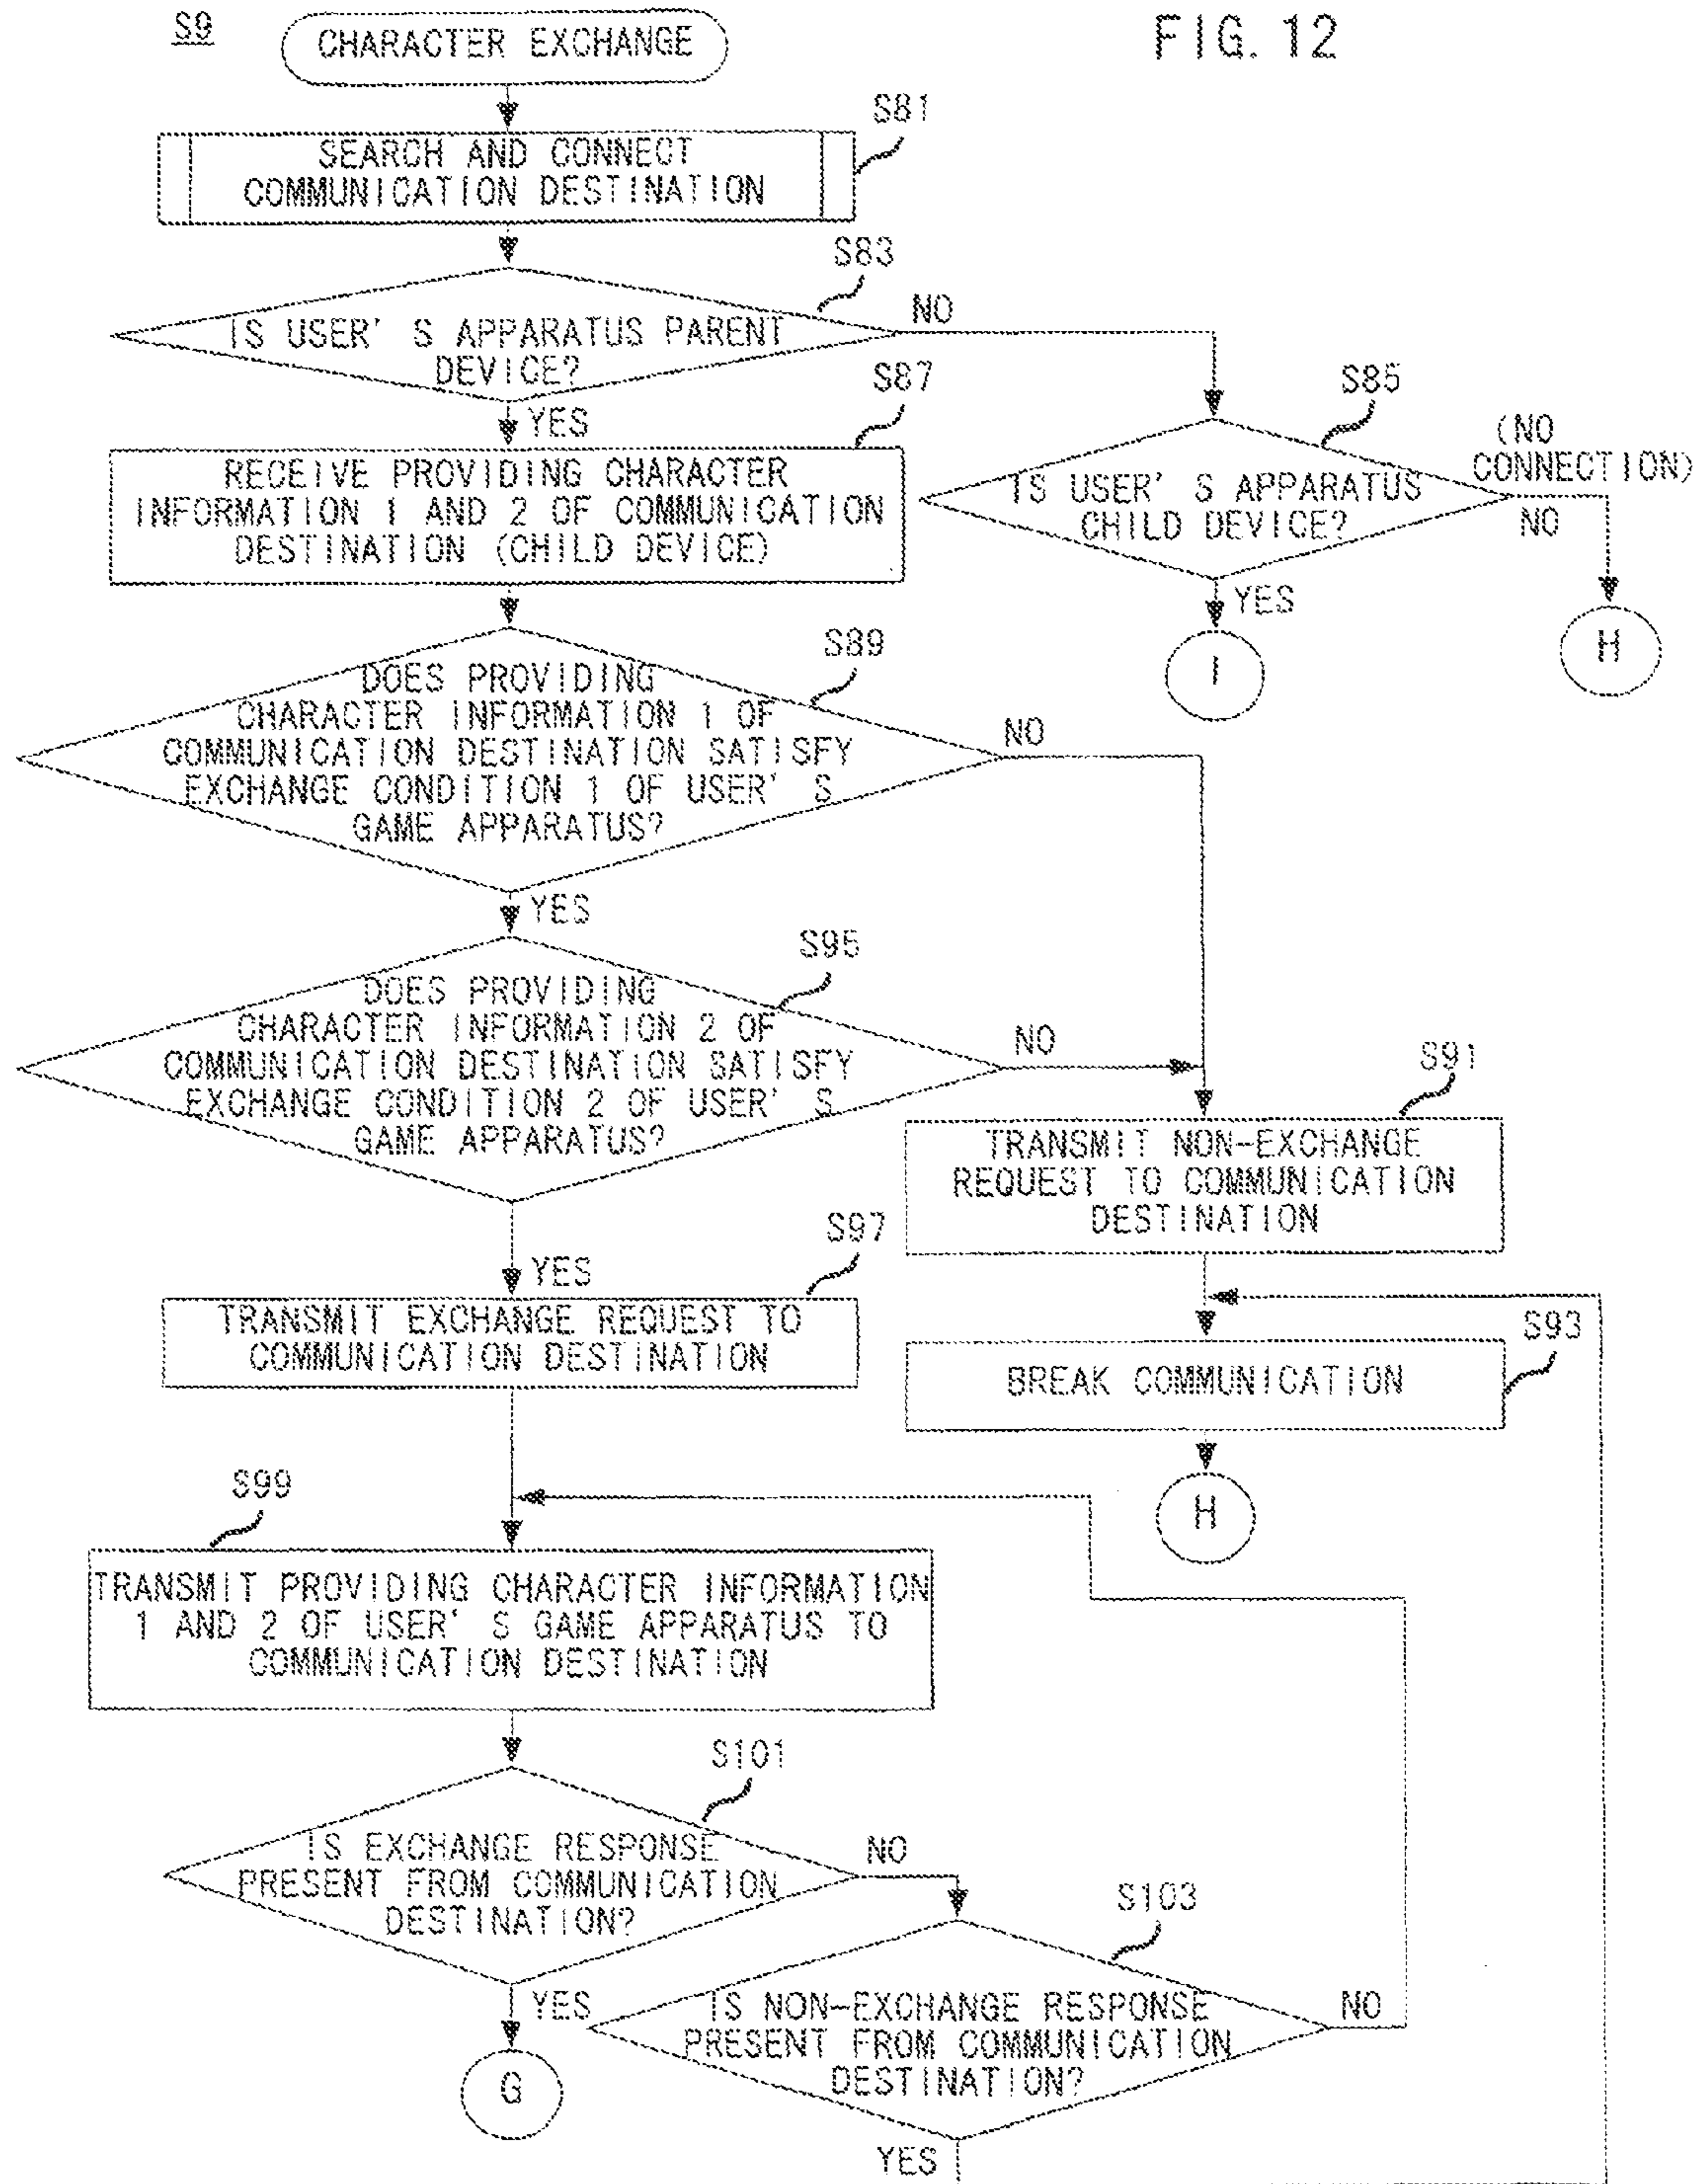 S9
CHARACTER EXCHANGE
FIG. 12
S81
SEARCH AND CONNECT
COMMUNICATION DESTINATION
S83
IS USER'S APPARATUS PARENT
DEVICE?
NO
YES
S85
IS USER'S APPARATUS
CHILD DEVICE?
(NO
CONNECTION)
NO
H
YES
I
S87
RECEIVE PROVIDING CHARACTER
INFORMATION 1 AND 2 OF COMMUNICATION
DESTINATION (CHILD DEVICE)
S89
DOES PROVIDING
CHARACTER INFORMATION 1 OF
COMMUNICATION DESTINATION SATISFY
EXCHANGE CONDITION 1 OF USER'S
GAME APPARATUS?
NO
YES
S95
DOES PROVIDING
CHARACTER INFORMATION 2 OF
COMMUNICATION DESTINATION SATISFY
EXCHANGE CONDITION 2 OF USER'S
GAME APPARATUS?
NO
YES
S91
TRANSMIT NON-EXCHANGE
REQUEST TO COMMUNICATION
DESTINATION
S97
TRANSMIT EXCHANGE REQUEST TO
COMMUNICATION DESTINATION
S93
BREAK COMMUNICATION
H
S99
TRANSMIT PROVIDING CHARACTER INFORMATION
1 AND 2 OF USER'S GAME APPARATUS TO
COMMUNICATION DESTINATION
S101
IS EXCHANGE RESPONSE
PRESENT FROM COMMUNICATION
DESTINATION?
NO
YES
G
S103
IS NON-EXCHANGE RESPONSE
PRESENT FROM COMMUNICATION
DESTINATION?
NO
YES